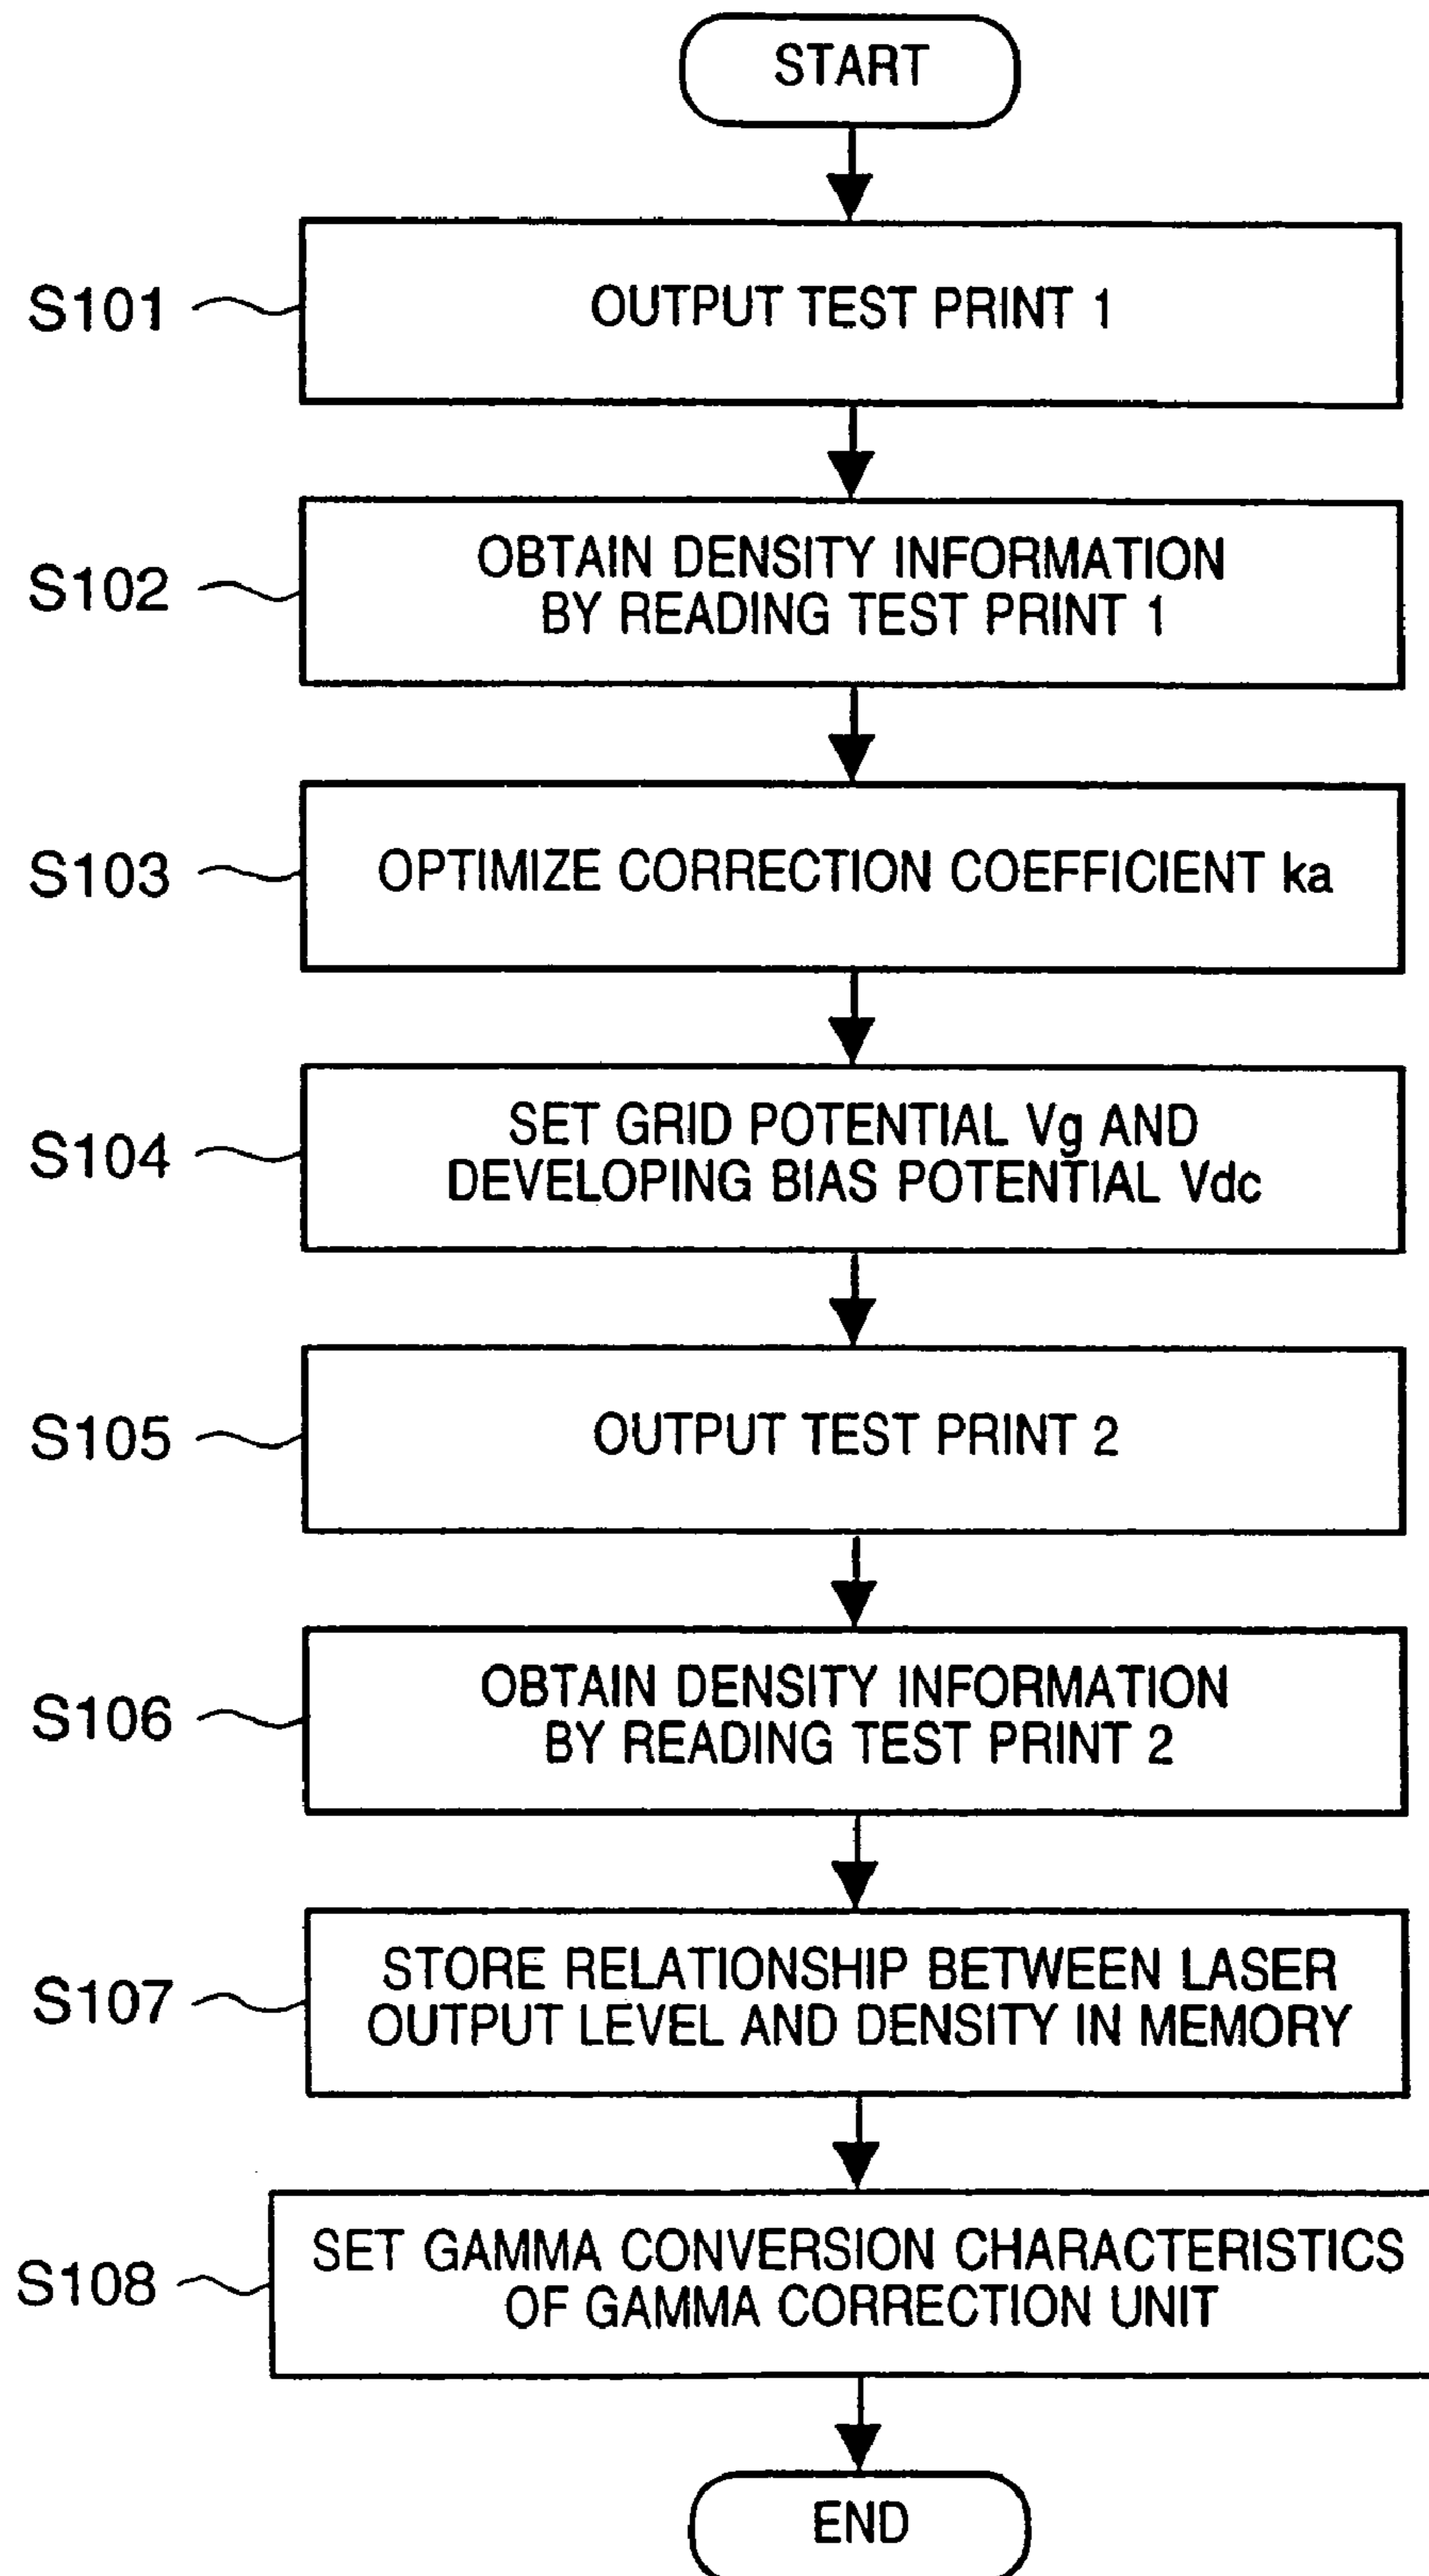 START
S101
OUTPUT TEST PRINT 1
S102
OBTAIN DENSITY INFORMATION
BY READING TEST PRINT 1
S103
OPTIMIZE CORRECTION COEFFICIENT ka
S104
SET GRID POTENTIAL Vg AND
DEVELOPING BIAS POTENTIAL Vdc
S105
OUTPUT TEST PRINT 2
S106
OBTAIN DENSITY INFORMATION
BY READING TEST PRINT 2
S107
STORE RELATIONSHIP BETWEEN LASER
OUTPUT LEVEL AND DENSITY IN MEMORY
S108
SET GAMMA CONVERSION CHARACTERISTICS
OF GAMMA CORRECTION UNIT
END